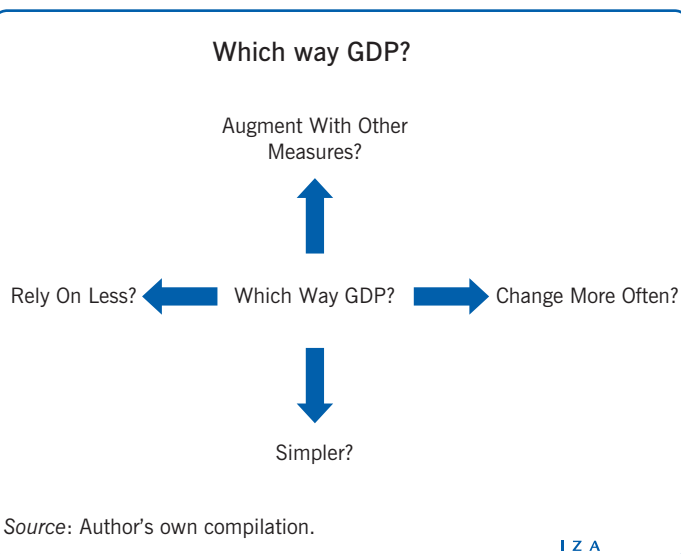 Which way GDP?
Augment With Other
Measures?
Rely On Less?
Which Way GDP?
Change More Often?
Simpler?
Source: Author's own compilation.
I Z A